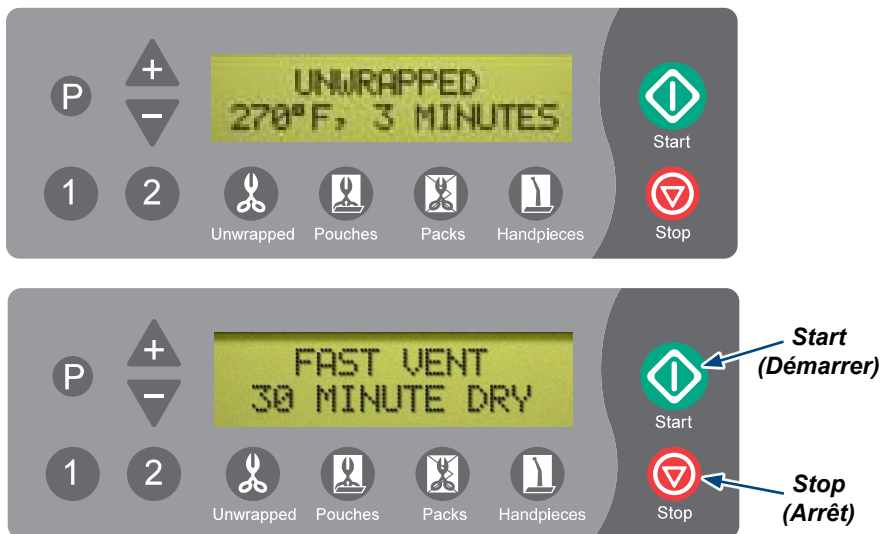 P
+
−
UNWRAPPED
270°F, 3 MINUTES
Start
1 2
Unwrapped Pouches Packs Handpieces
Stop
P
+
−
FAST VENT
30 MINUTE DRY
Start
Start
(Démarrer)
1 2
Unwrapped Pouches Packs Handpieces
Stop
Stop
(Arrêt)